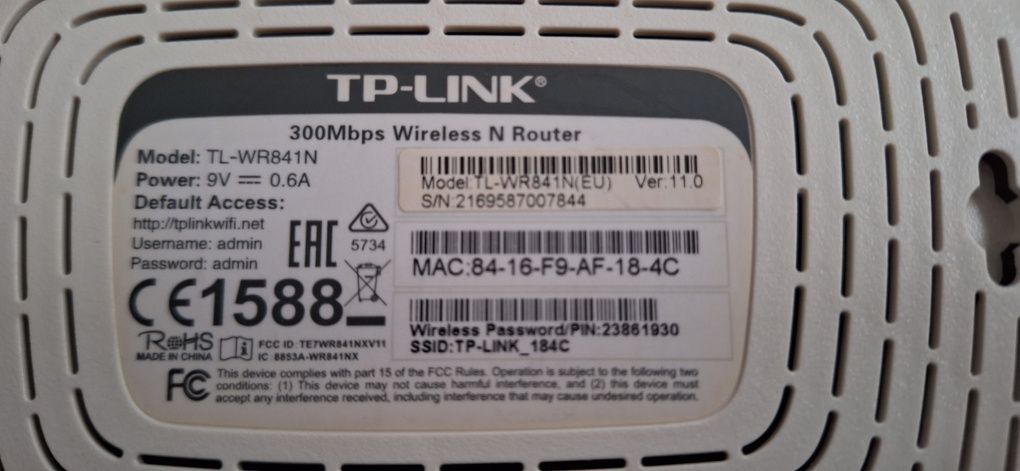 TP-LINK®
300Mbps Wireless N Router
Model: TL-WR841N
Power: 9V ⎓ 0.6A
Default Access:
http://tplinkwifi.net
Username: admin
Password: admin
EAC
5734
CE1588
RoHS
MADE IN CHINA
FCC ID: TE7WR841NXV11
IC 8853A-WR841NX
Model:TL-WR841N(EU) Ver:11.0
S/N:2169587007844
MAC:84-16-F9-AF-18-4C
Wireless Password/PIN:23861930
SSID:TP-LINK_184C
FC This device complies with part 15 of the FCC Rules. Operation is subject to the following two
conditions: (1) This device may not cause harmful interference, and (2) this device must
accept any interference received, including interference that may cause undesired operation.